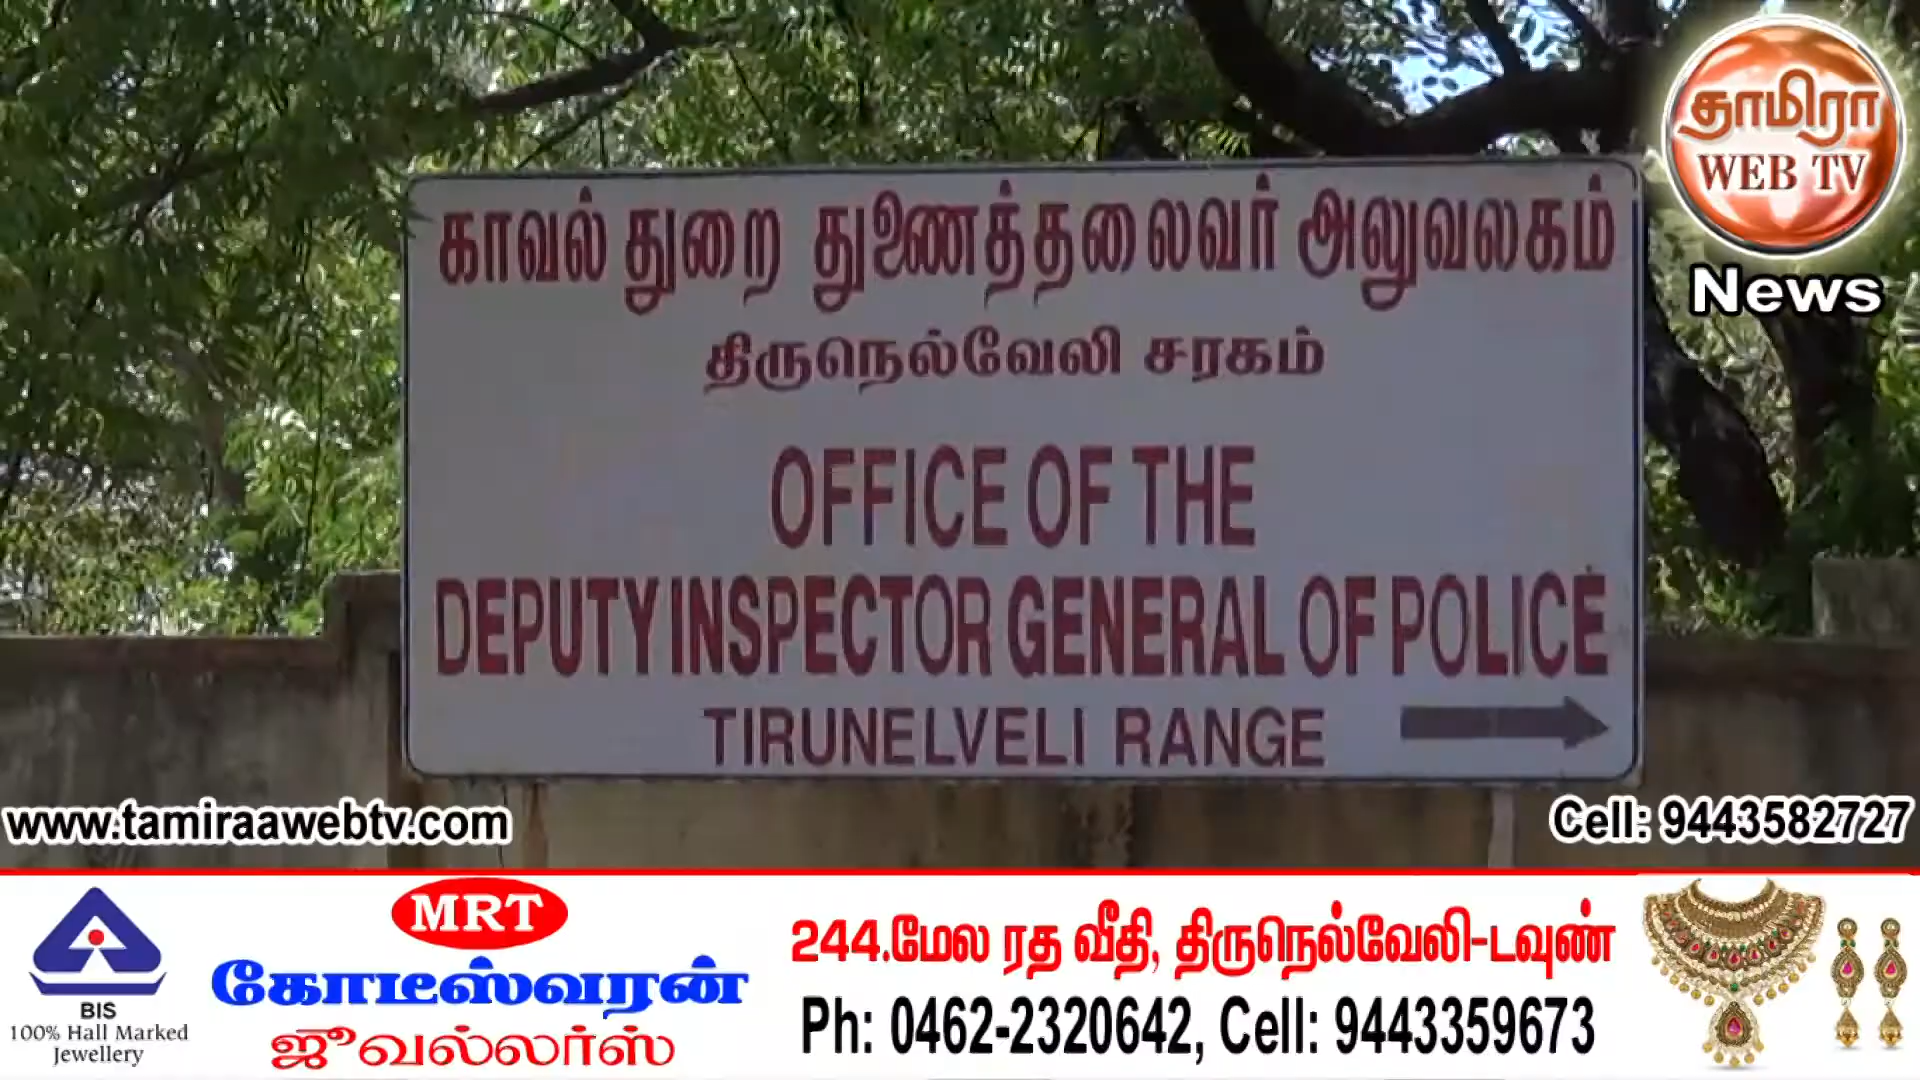 தாமிரா
WEB TV
News
காவல் துறை துணைத்தலைவர் அலுவலகம்
திருநெல்வேலி சரகம்
OFFICE OF THE
DEPUTY INSPECTOR GENERAL OF POLICE
TIRUNELVELI RANGE
www.tamiraawebtv.com
Cell: 9443582727
BIS
100% Hall Marked
Jewellery
MRT
கோடீஸ்வரன்
ஜூவல்லர்ஸ்
244.மேல ரத வீதி, திருநெல்வேலி-டவுண்
Ph: 0462-2320642, Cell: 9443359673